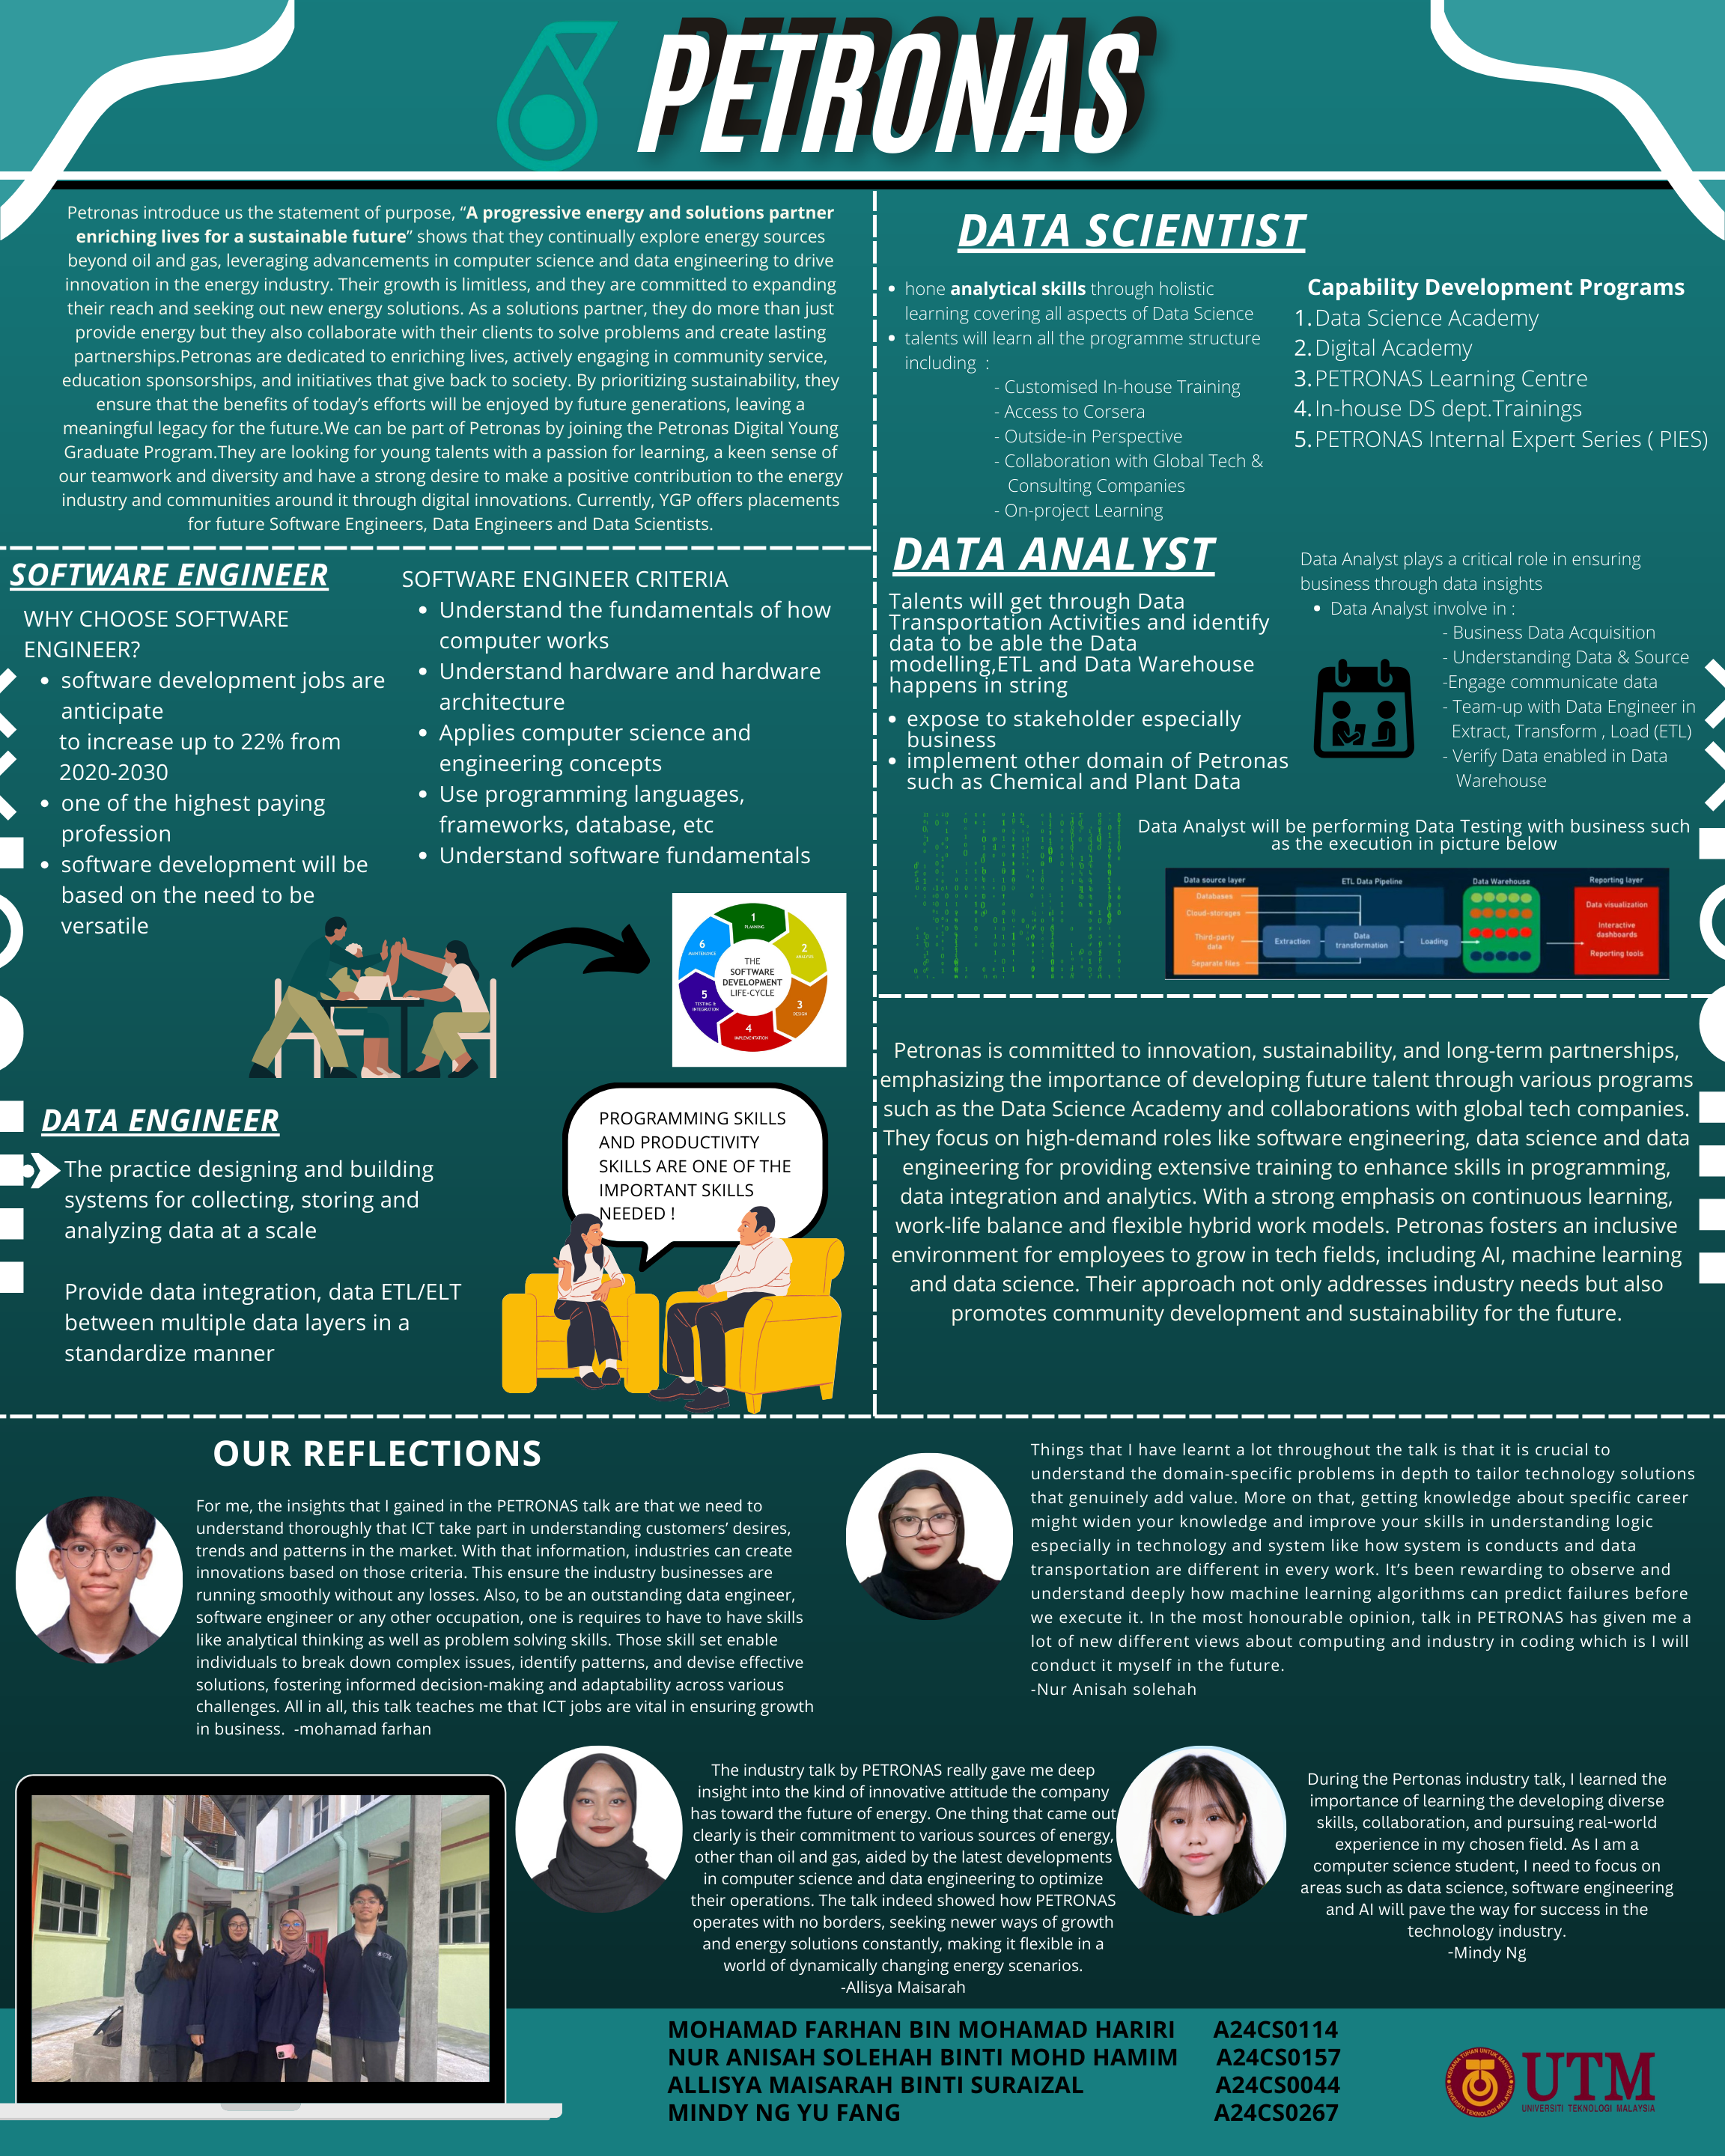 PETRONAS
Petronas introduce us the statement of purpose, “A progressive energy and solutions partner
enriching lives for a sustainable future” shows that they continually explore energy sources
beyond oil and gas, leveraging advancements in computer science and data engineering to drive
innovation in the energy industry. Their growth is limitless, and they are committed to expanding
their reach and seeking out new energy solutions. As a solutions partner, they do more than just
provide energy but they also collaborate with their clients to solve problems and create lasting
partnerships.Petronas are dedicated to enriching lives, actively engaging in community service,
education sponsorships, and initiatives that give back to society. By prioritizing sustainability, they
ensure that the benefits of today’s efforts will be enjoyed by future generations, leaving a
meaningful legacy for the future.We can be part of Petronas by joining the Petronas Digital Young
Graduate Program.They are looking for young talents with a passion for learning, a keen sense of
our teamwork and diversity and have a strong desire to make a positive contribution to the energy
industry and communities around it through digital innovations. Currently, YGP offers placements
for future Software Engineers, Data Engineers and Data Scientists.
SOFTWARE ENGINEER
WHY CHOOSE SOFTWARE
ENGINEER?
• software development jobs are
anticipate
to increase up to 22% from
2020-2030
• one of the highest paying
profession
• software development will be
based on the need to be
versatile
SOFTWARE ENGINEER CRITERIA
• Understand the fundamentals of how
computer works
• Understand hardware and hardware
architecture
• Applies computer science and
engineering concepts
• Use programming languages,
frameworks, database, etc
• Understand software fundamentals
THE
SOFTWARE
DEVELOPMENT
LIFE-CYCLE
1
PLANNING
2
ANALYSIS
3
DESIGN
4
IMPLEMENTATION
5
TESTING &
INTEGRATION
6
MAINTENANCE
DATA ENGINEER
The practice designing and building
systems for collecting, storing and
analyzing data at a scale
Provide data integration, data ETL/ELT
between multiple data layers in a
standardize manner
PROGRAMMING SKILLS
AND PRODUCTIVITY
SKILLS ARE ONE OF THE
IMPORTANT SKILLS
NEEDED !
DATA SCIENTIST
• hone analytical skills through holistic
learning covering all aspects of Data Science
• talents will learn all the programme structure
including :
- Customised In-house Training
- Access to Corsera
- Outside-in Perspective
- Collaboration with Global Tech &
Consulting Companies
- On-project Learning
Capability Development Programs
1. Data Science Academy
2. Digital Academy
3. PETRONAS Learning Centre
4. In-house DS dept.Trainings
5. PETRONAS Internal Expert Series ( PIES)
DATA ANALYST
Talents will get through Data
Transportation Activities and identify
data to be able the Data
modelling,ETL and Data Warehouse
happens in string
• expose to stakeholder especially
business
• implement other domain of Petronas
such as Chemical and Plant Data
Data Analyst plays a critical role in ensuring
business through data insights
• Data Analyst involve in :
- Business Data Acquisition
- Understanding Data & Source
-Engage communicate data
- Team-up with Data Engineer in
Extract, Transform , Load (ETL)
- Verify Data enabled in Data
Warehouse
Data Analyst will be performing Data Testing with business such
as the execution in picture below
Data source layer
ETL Data Pipeline
Data Warehouse
Reporting layer
Databases
Cloud-storages
Third-party
data
Separate files
Extraction
Data
transformation
Loading
Data visualization
Interactive
dashboards
Reporting tools
Petronas is committed to innovation, sustainability, and long-term partnerships,
emphasizing the importance of developing future talent through various programs
such as the Data Science Academy and collaborations with global tech companies.
They focus on high-demand roles like software engineering, data science and data
engineering for providing extensive training to enhance skills in programming,
data integration and analytics. With a strong emphasis on continuous learning,
work-life balance and flexible hybrid work models. Petronas fosters an inclusive
environment for employees to grow in tech fields, including AI, machine learning
and data science. Their approach not only addresses industry needs but also
promotes community development and sustainability for the future.
OUR REFLECTIONS
For me, the insights that I gained in the PETRONAS talk are that we need to
understand thoroughly that ICT take part in understanding customers’ desires,
trends and patterns in the market. With that information, industries can create
innovations based on those criteria. This ensure the industry businesses are
running smoothly without any losses. Also, to be an outstanding data engineer,
software engineer or any other occupation, one is requires to have to have skills
like analytical thinking as well as problem solving skills. Those skill set enable
individuals to break down complex issues, identify patterns, and devise effective
solutions, fostering informed decision-making and adaptability across various
challenges. All in all, this talk teaches me that ICT jobs are vital in ensuring growth
in business. -mohamad farhan
Things that I have learnt a lot throughout the talk is that it is crucial to
understand the domain-specific problems in depth to tailor technology solutions
that genuinely add value. More on that, getting knowledge about specific career
might widen your knowledge and improve your skills in understanding logic
especially in technology and system like how system is conducts and data
transportation are different in every work. It’s been rewarding to observe and
understand deeply how machine learning algorithms can predict failures before
we execute it. In the most honourable opinion, talk in PETRONAS has given me a
lot of new different views about computing and industry in coding which is I will
conduct it myself in the future.
-Nur Anisah solehah
The industry talk by PETRONAS really gave me deep
insight into the kind of innovative attitude the company
has toward the future of energy. One thing that came out
clearly is their commitment to various sources of energy,
other than oil and gas, aided by the latest developments
in computer science and data engineering to optimize
their operations. The talk indeed showed how PETRONAS
operates with no borders, seeking newer ways of growth
and energy solutions constantly, making it flexible in a
world of dynamically changing energy scenarios.
-Allisya Maisarah
During the Pertonas industry talk, I learned the
importance of learning the developing diverse
skills, collaboration, and pursuing real-world
experience in my chosen field. As I am a
computer science student, I need to focus on
areas such as data science, software engineering
and AI will pave the way for success in the
technology industry.
-Mindy Ng
MOHAMAD FARHAN BIN MOHAMAD HARIRI A24CS0114
NUR ANISAH SOLEHAH BINTI MOHD HAMIM A24CS0157
ALLISYA MAISARAH BINTI SURAIZAL A24CS0044
MINDY NG YU FANG A24CS0267
UTM
UNIVERSITI TEKNOLOGI MALAYSIA